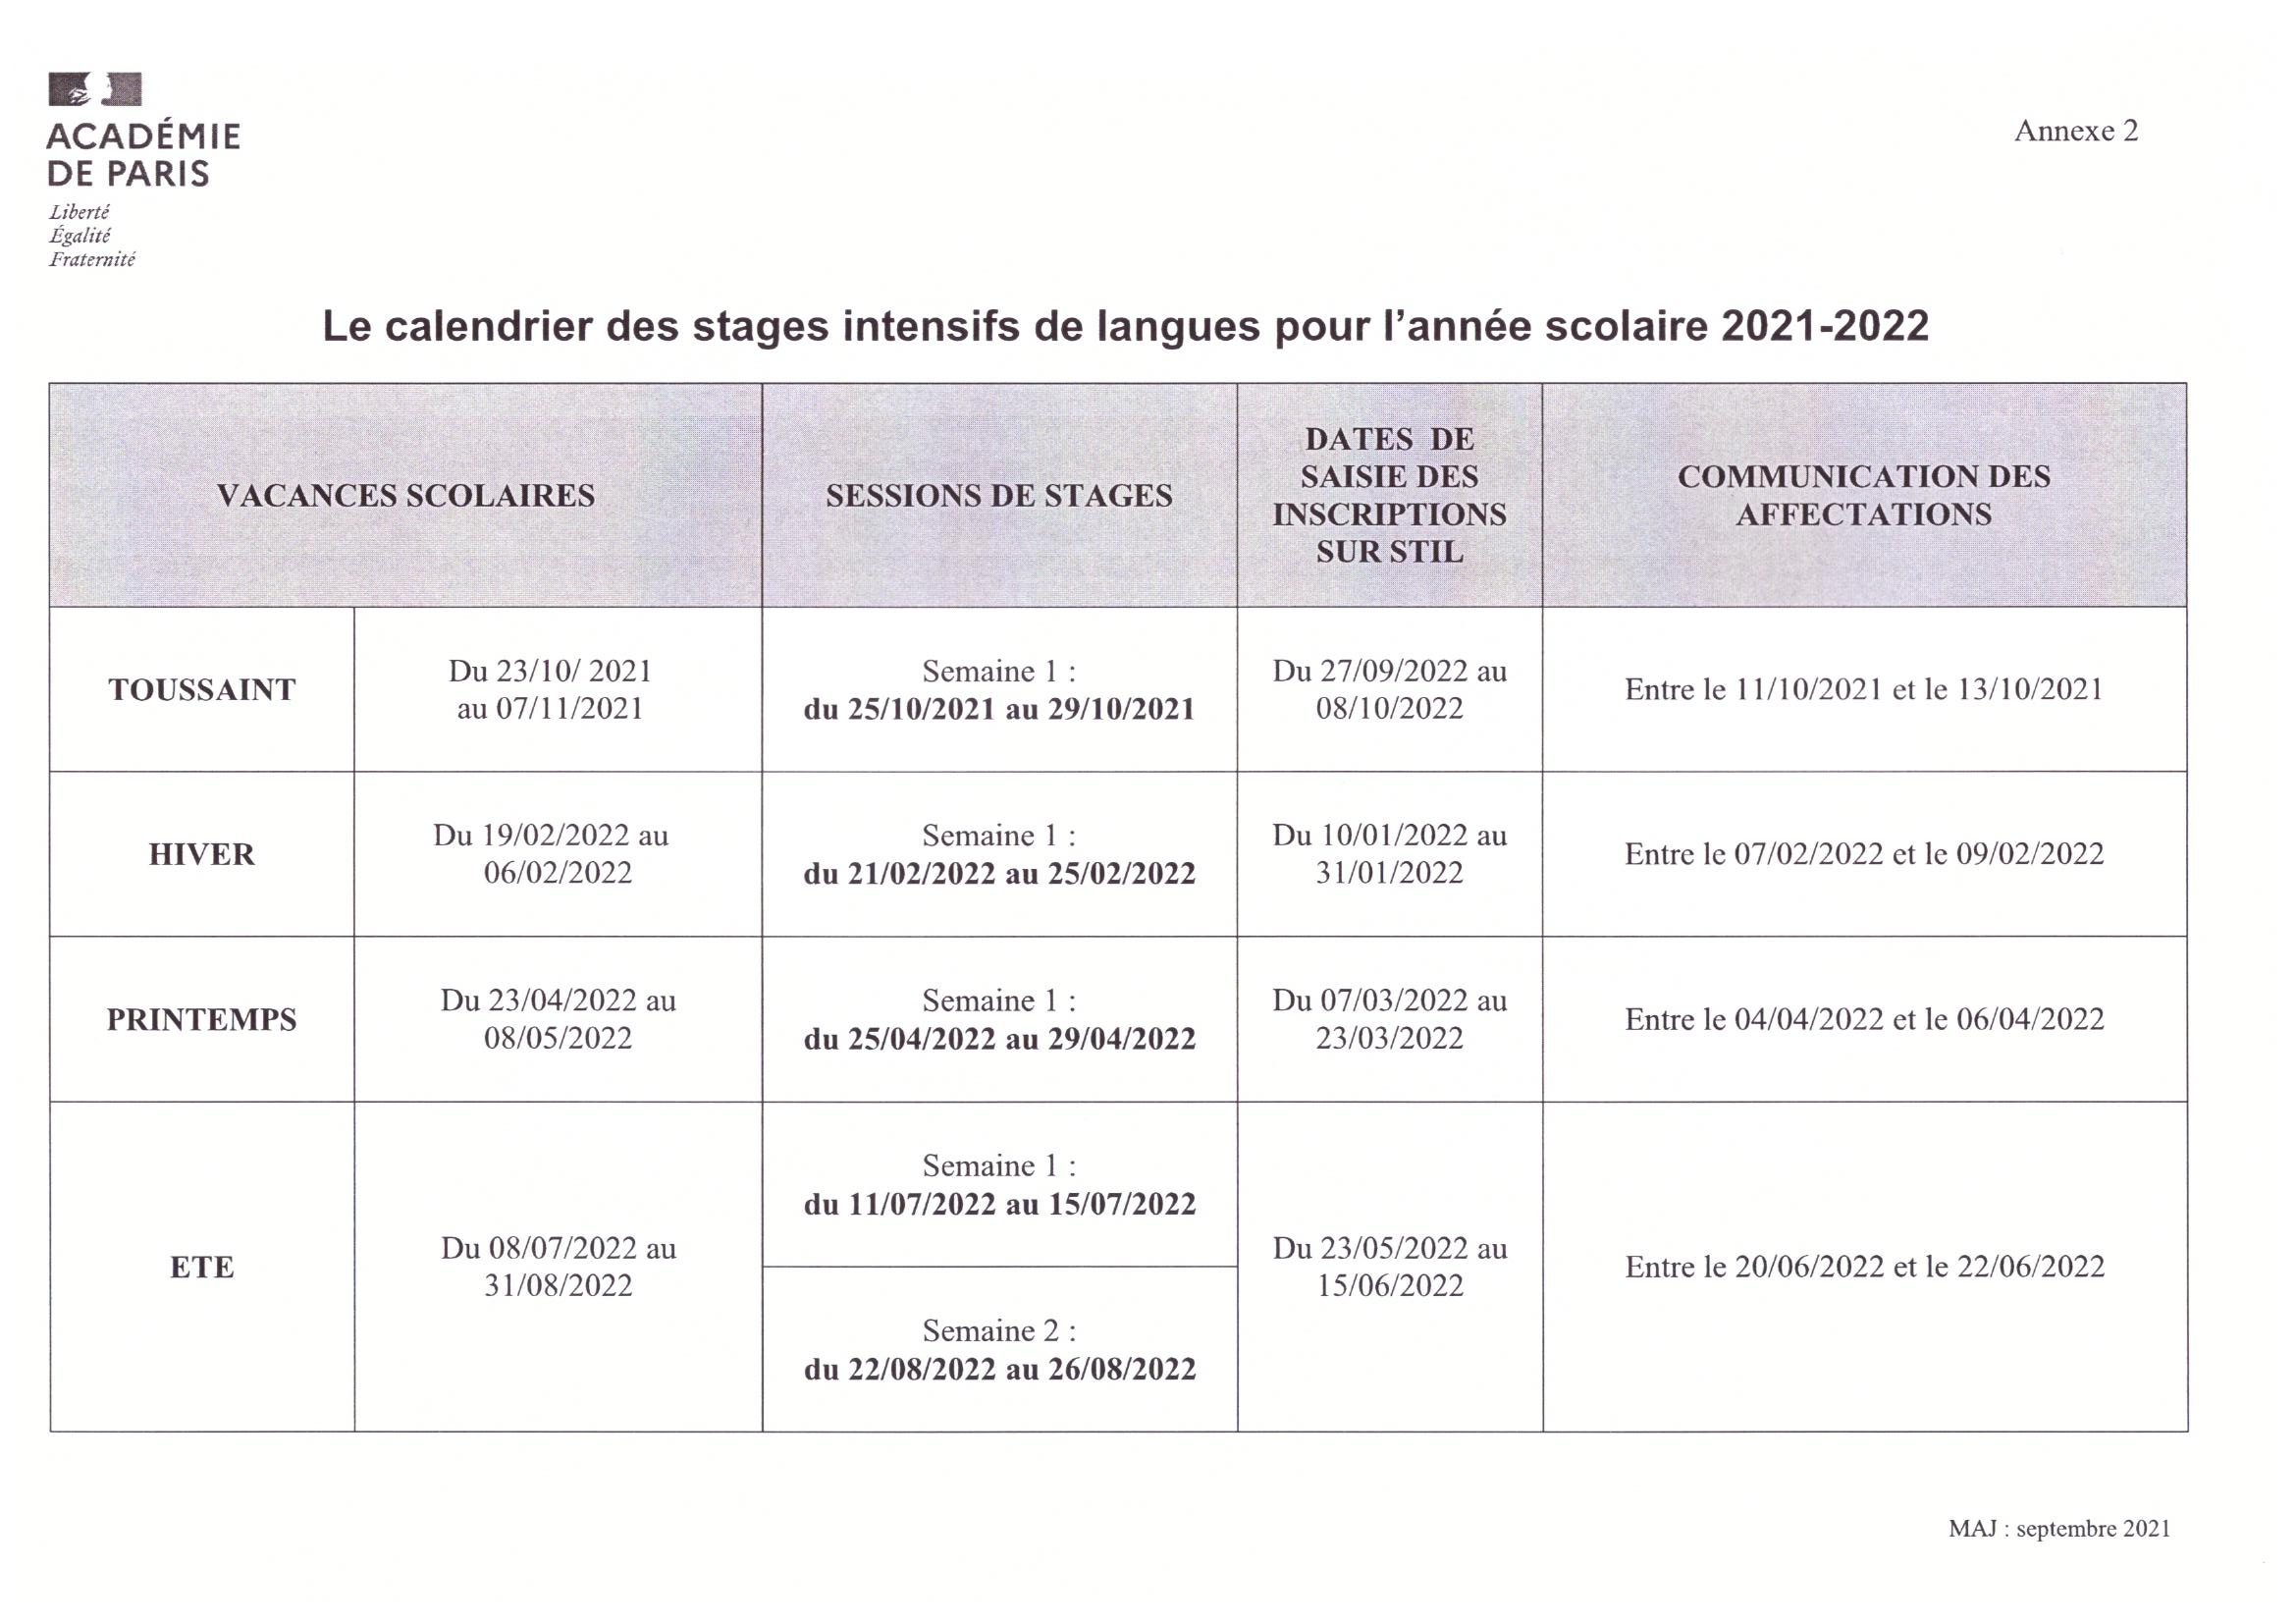 ACADÉMIE
DE PARIS
Liberté
Égalité
Fraternité
Annexe 2
Le calendrier des stages intensifs de langues pour l’année scolaire 2021-2022
VACANCES SCOLAIRES
SESSIONS DE STAGES
DATES DE
SAISIE DES
INSCRIPTIONS
SUR STIL
COMMUNICATION DES
AFFECTATIONS
TOUSSAINT
Du 23/10/ 2021
au 07/11/2021
Semaine 1 :
du 25/10/2021 au 29/10/2021
Du 27/09/2022 au
08/10/2022
Entre le 11/10/2021 et le 13/10/2021
HIVER
Du 19/02/2022 au
06/02/2022
Semaine 1 :
du 21/02/2022 au 25/02/2022
Du 10/01/2022 au
31/01/2022
Entre le 07/02/2022 et le 09/02/2022
PRINTEMPS
Du 23/04/2022 au
08/05/2022
Semaine 1 :
du 25/04/2022 au 29/04/2022
Du 07/03/2022 au
23/03/2022
Entre le 04/04/2022 et le 06/04/2022
ETE
Du 08/07/2022 au
31/08/2022
Semaine 1 :
du 11/07/2022 au 15/07/2022
Semaine 2 :
du 22/08/2022 au 26/08/2022
Du 23/05/2022 au
15/06/2022
Entre le 20/06/2022 et le 22/06/2022
MAJ : septembre 2021